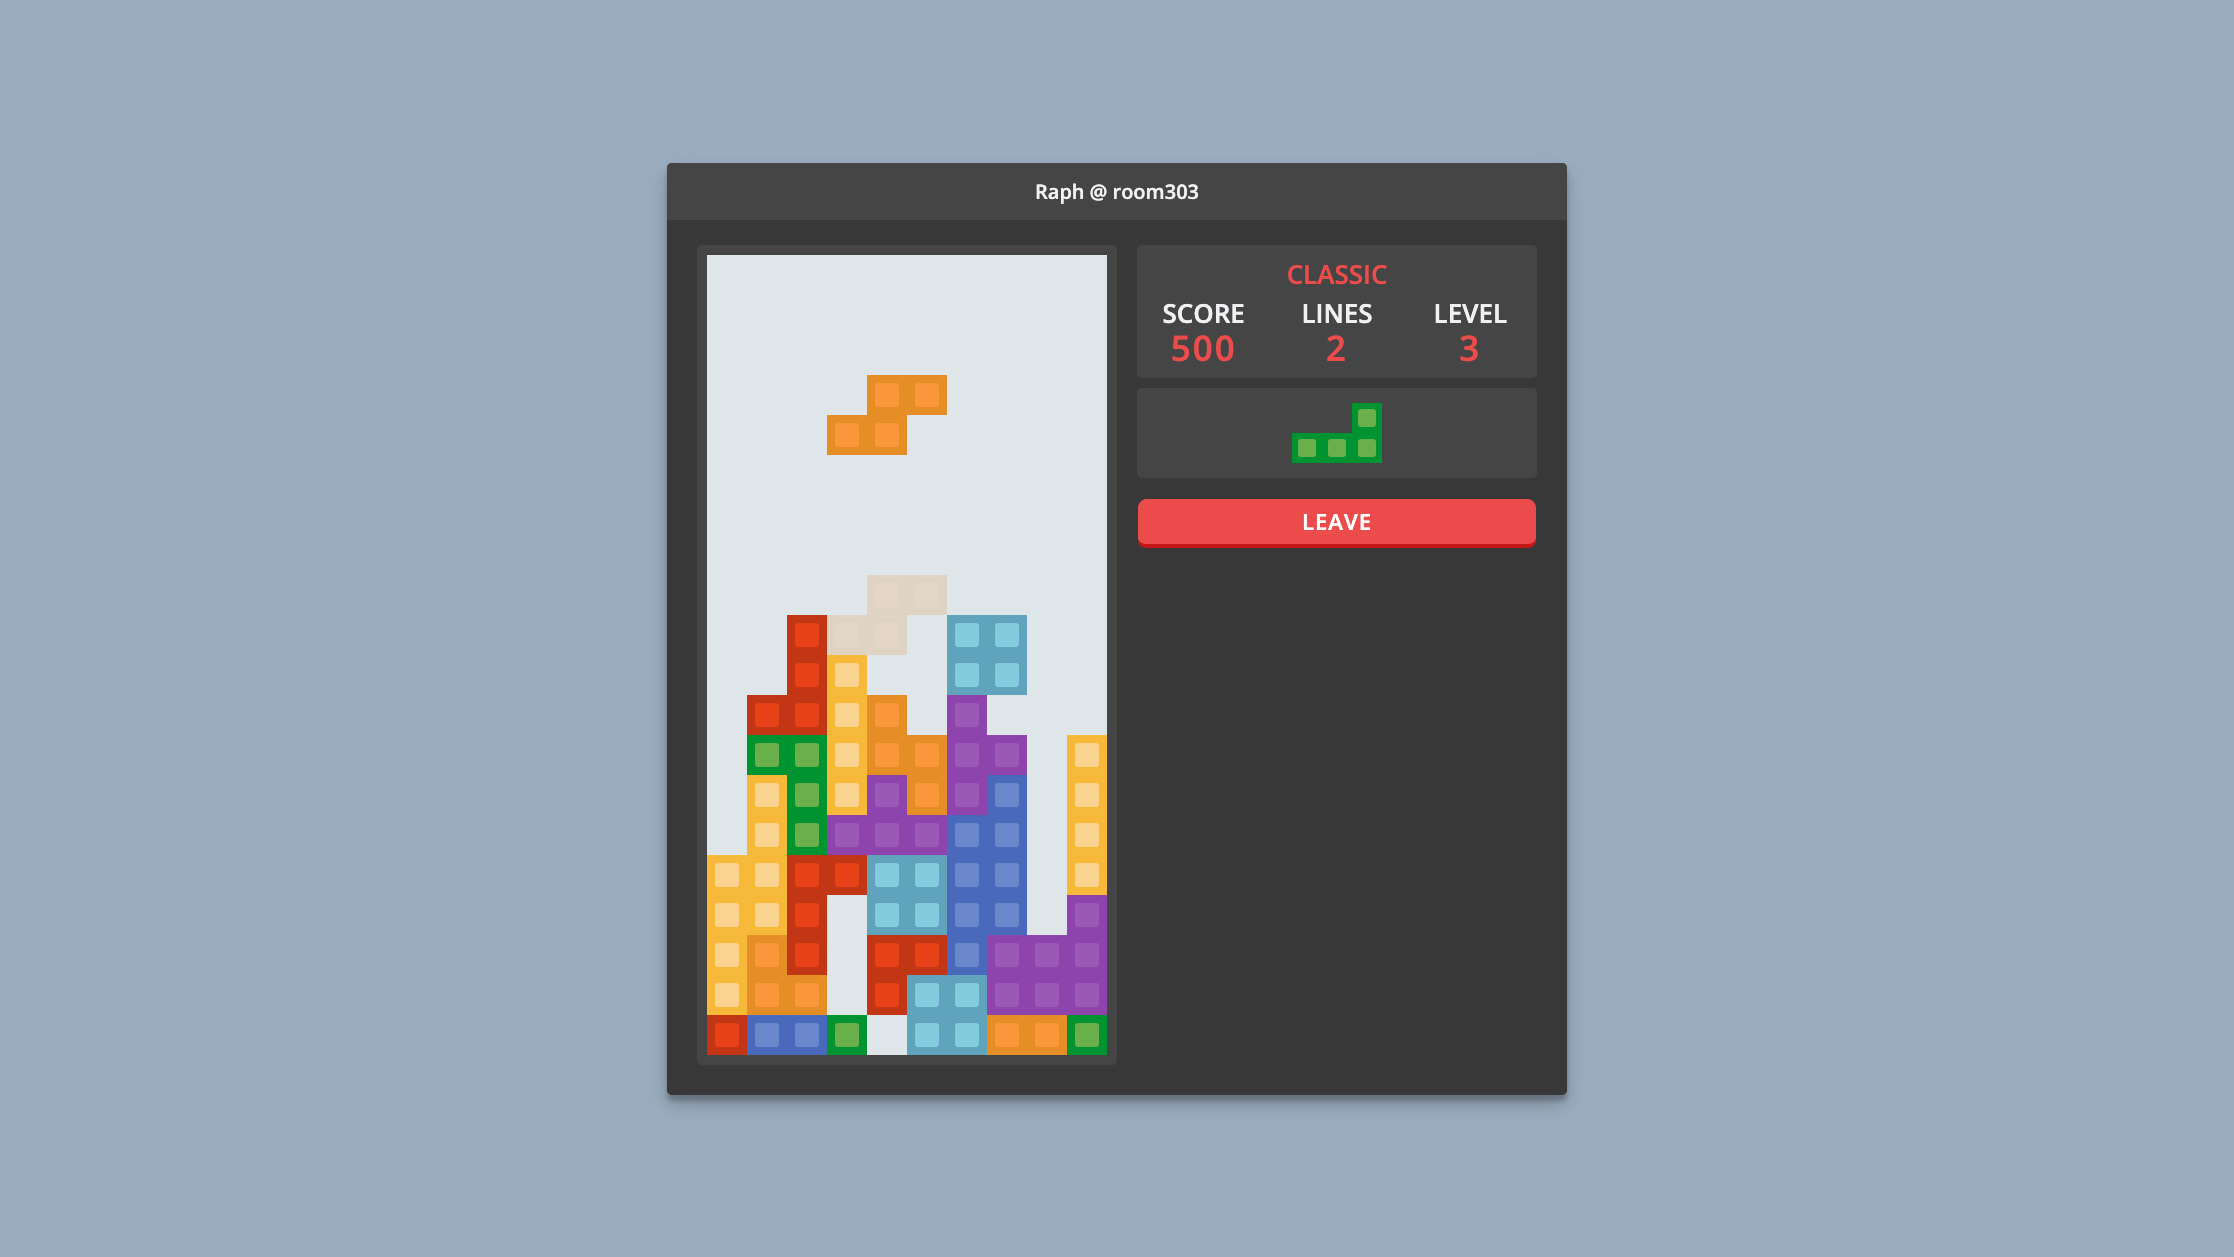 Raph @ room303
CLASSIC
SCORE LINES LEVEL
500 2 3
LEAVE